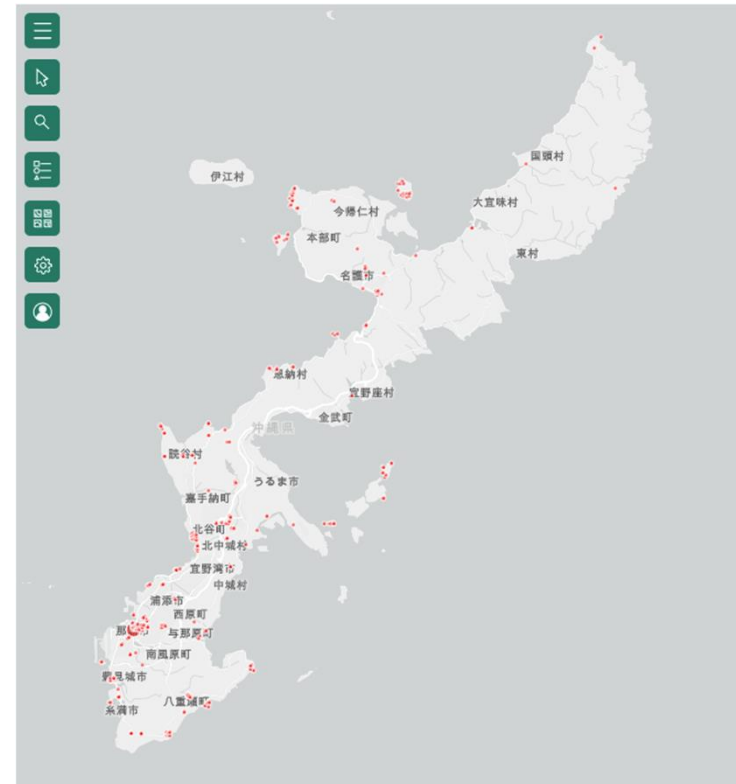 国頭村
伊江村
大宜味村
今帰仁村
本部町
東村
名護市
恩納村
宜野座村
金武町
沖縄県
読谷村
うるま市
嘉手納町
北谷町
北中城村
宜野湾市
中城村
浦添市
西原町
与那原町
南風原町
豊見城市
八重瀬町
糸満市